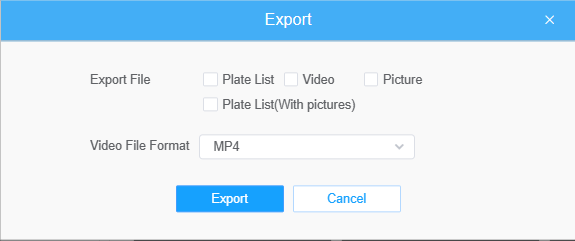 Export
Export File Plate List Video Picture
Plate List(With pictures)
Video File Format MP4
Export Cancel